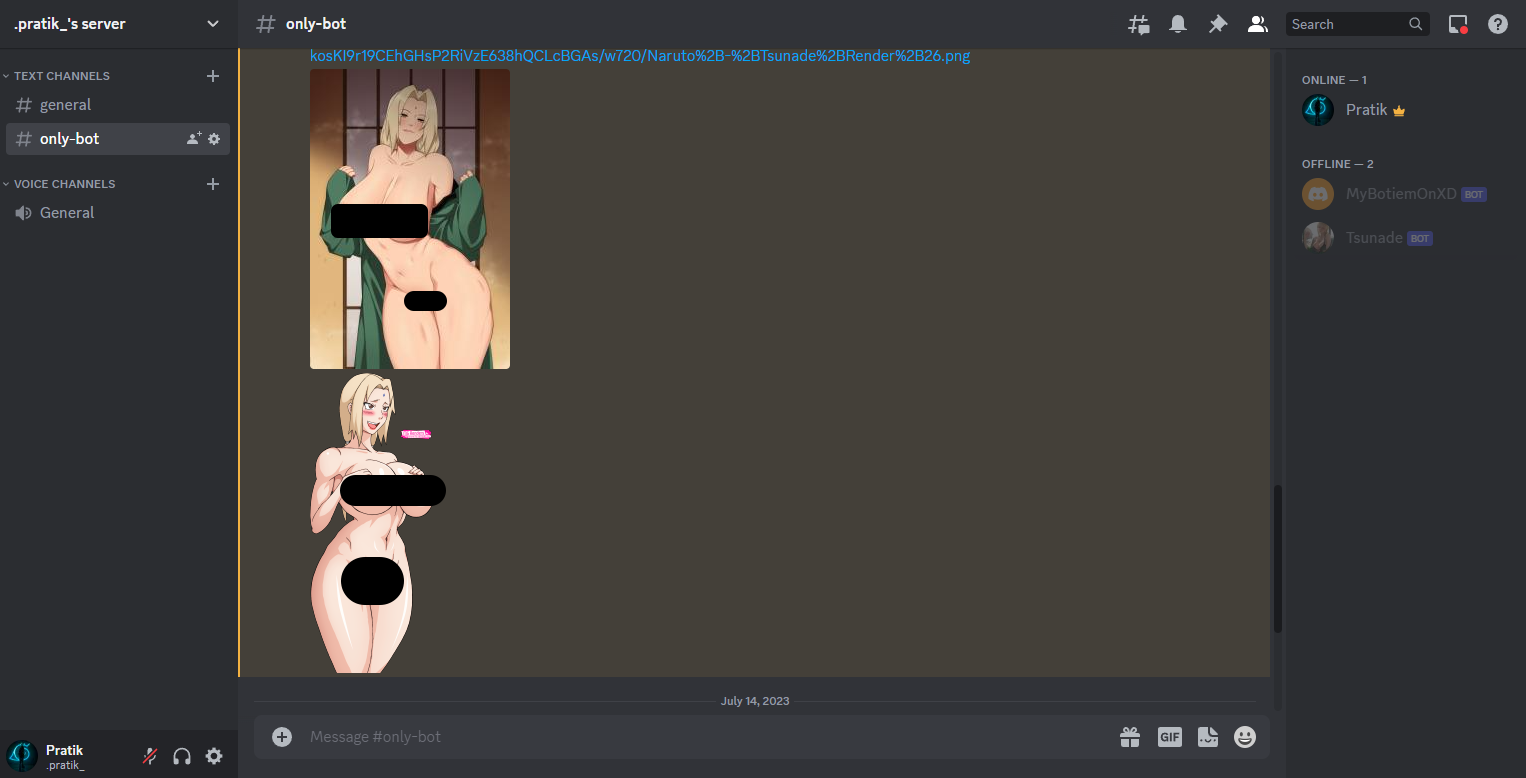 .pratik_'s server
only-bot
Search
kosKI9r19CEhGHsP2RiVzE638hQCLcBGAs/w720/Naruto%2B-%2BTsunade%2BRender%2B26.png
TEXT CHANNELS
general
only-bot
VOICE CHANNELS
General
ONLINE — 1
Pratik
OFFLINE — 2
MyBotiemOnXD BOT
Tsunade BOT
July 14, 2023
Message #only-bot
GIF
Pratik
.pratik_